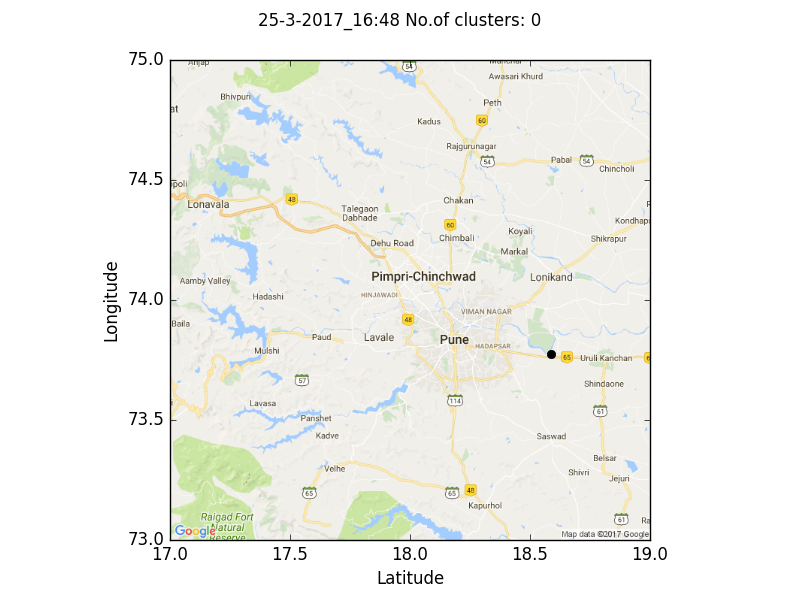 25-3-2017_16:48 No.of clusters: 0
75.0
74.5
74.0
73.5
73.0
17.0
17.5
18.0
18.5
19.0
Longitude
Latitude
Anjap
54
Awasari Khurd
Bhivpuri
Peth
at
Kadus
60
Rajgurunagar
54
Pabal
54
Chincholi
Lonavala
48
Chakan
Talegaon
Dabhade
60
Kondhap
Koyali
Chimbali
Shikrapur
Dehu Road
Markal
Pimpri-Chinchwad
Lonikand
Aamby Valley
Hadashi
HINJAWADI
VIMAN NAGAR
48
Baila
Paud
Lavale
Pune
HADAPSAR
Mulshi
65
Uruli Kanchan
57
Shindaone
Lavasa
114
61
Panshet
Kadve
Saswad
Belsar
Velhe
Shivri
Jejuri
65
65
48
Kapurhol
Raigad Fort
Natural
Reserve
61
Ra
Google
Map data ©2017 Google